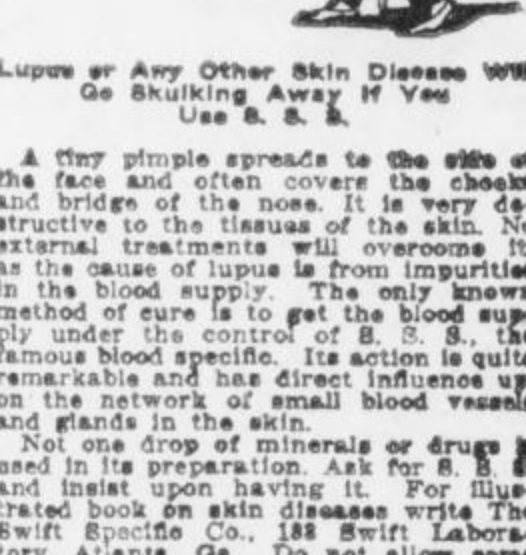 Lupus or Any Other Skin Disease Will
Go Skulking Away If You
Use S. S. S.
A tiny pimple spreads to the side o
the face and often covers the cheeks
and bridge of the nose. It is very de-
structive to the tissues of the skin. No
external treatments will overcome it
as the cause of lupus is from impurities
in the blood supply. The only known
method of cure is to get the blood sup-
ply under the control of S. S. S., the
famous blood specific. Its action is quite
remarkable and has direct influence up-
on the network of small blood vessels
and glands in the skin.
Not one drop of minerals or drugs is
used in its preparation. Ask for S. S. S.
and insist upon having it. For illus-
trated book on skin diseases write The
Swift Specific Co., 182 Swift Labora-
tory, Atlanta, Ga. Do not